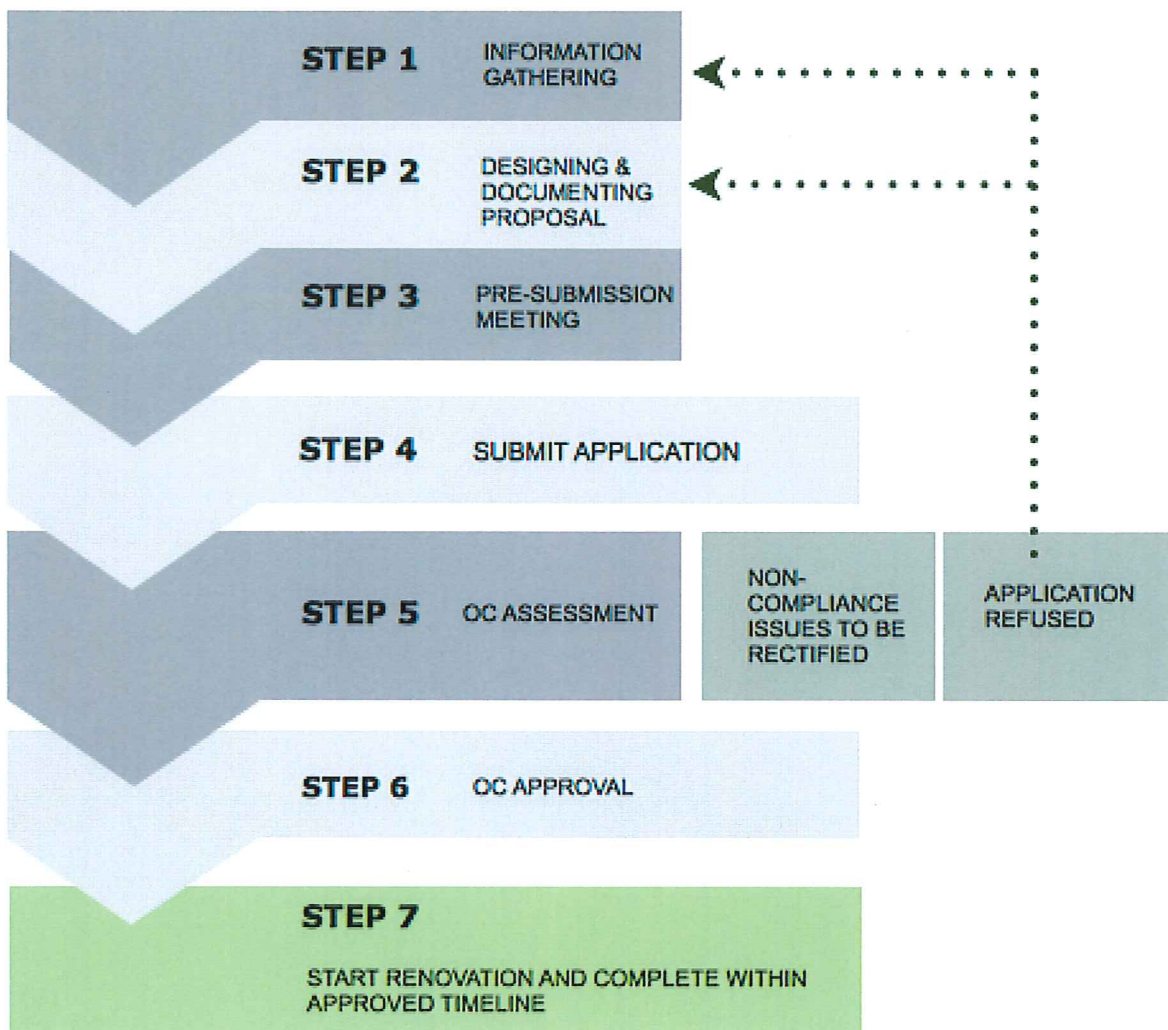 STEP 1
INFORMATION
GATHERING
STEP 2
DESIGNING &
DOCUMENTING
PROPOSAL
STEP 3
PRE-SUBMISSION
MEETING
STEP 4
SUBMIT APPLICATION
STEP 5
OC ASSESSMENT
NON-
COMPLIANCE
ISSUES TO BE
RECTIFIED
APPLICATION
REFUSED
STEP 6
OC APPROVAL
STEP 7
START RENOVATION AND COMPLETE WITHIN
APPROVED TIMELINE